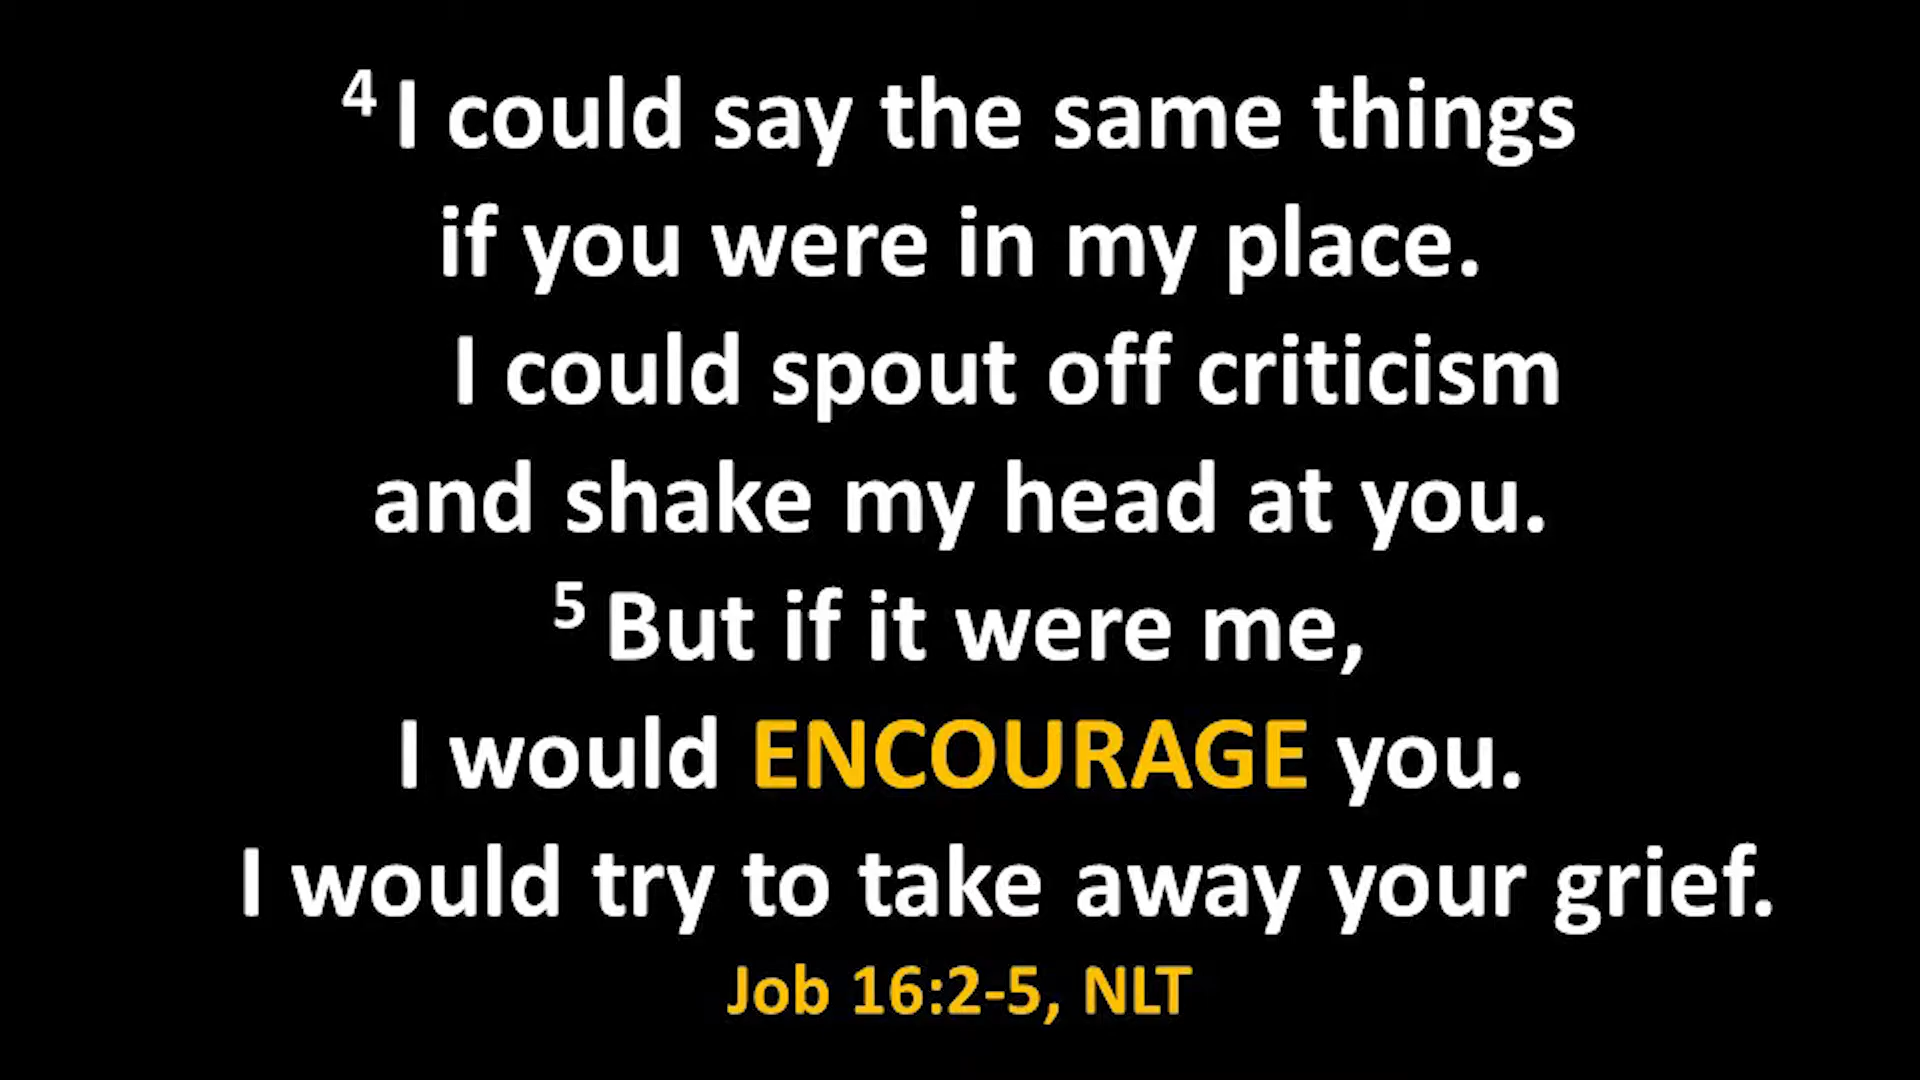 4 I could say the same things
if you were in my place.
I could spout off criticism
and shake my head at you.
5 But if it were me,
I would ENCOURAGE you.
I would try to take away your grief.
Job 16:2-5, NLT